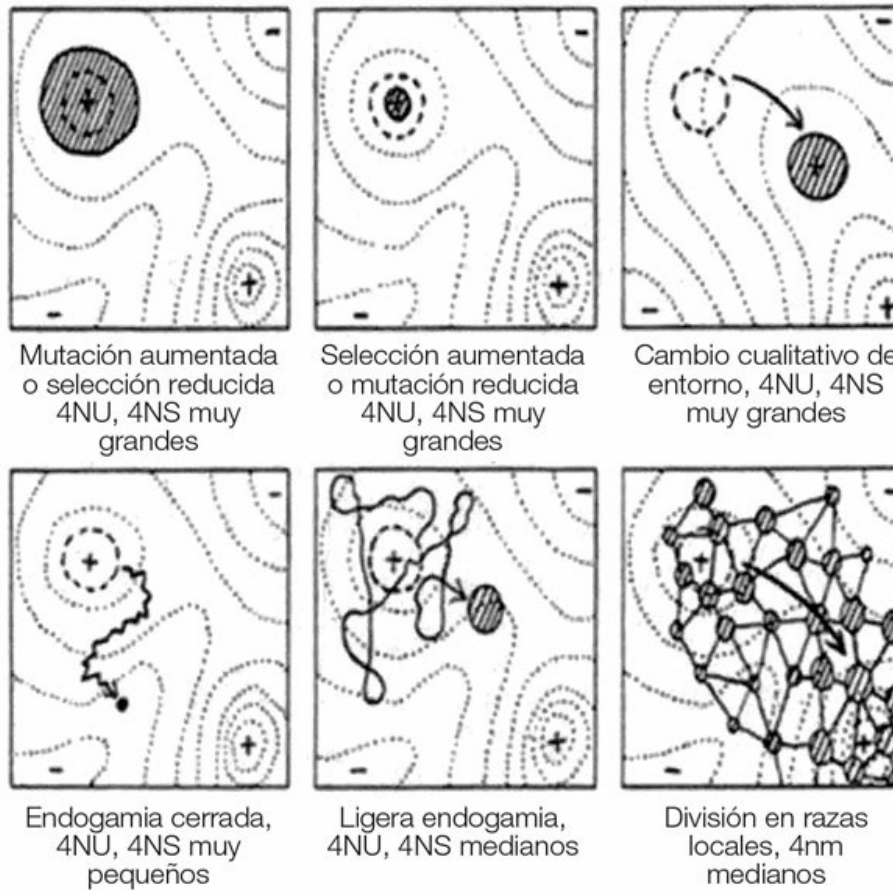 Mutación aumentada
o selección reducida
4NU, 4NS muy
grandes
Selección aumentada
o mutación reducida
4NU, 4NS muy
grandes
Cambio cualitativo de
entorno, 4NU, 4NS
muy grandes
Endogamia cerrada,
4NU, 4NS muy
pequeños
Ligera endogamia,
4NU, 4NS medianos
División en razas
locales, 4nm
medianos